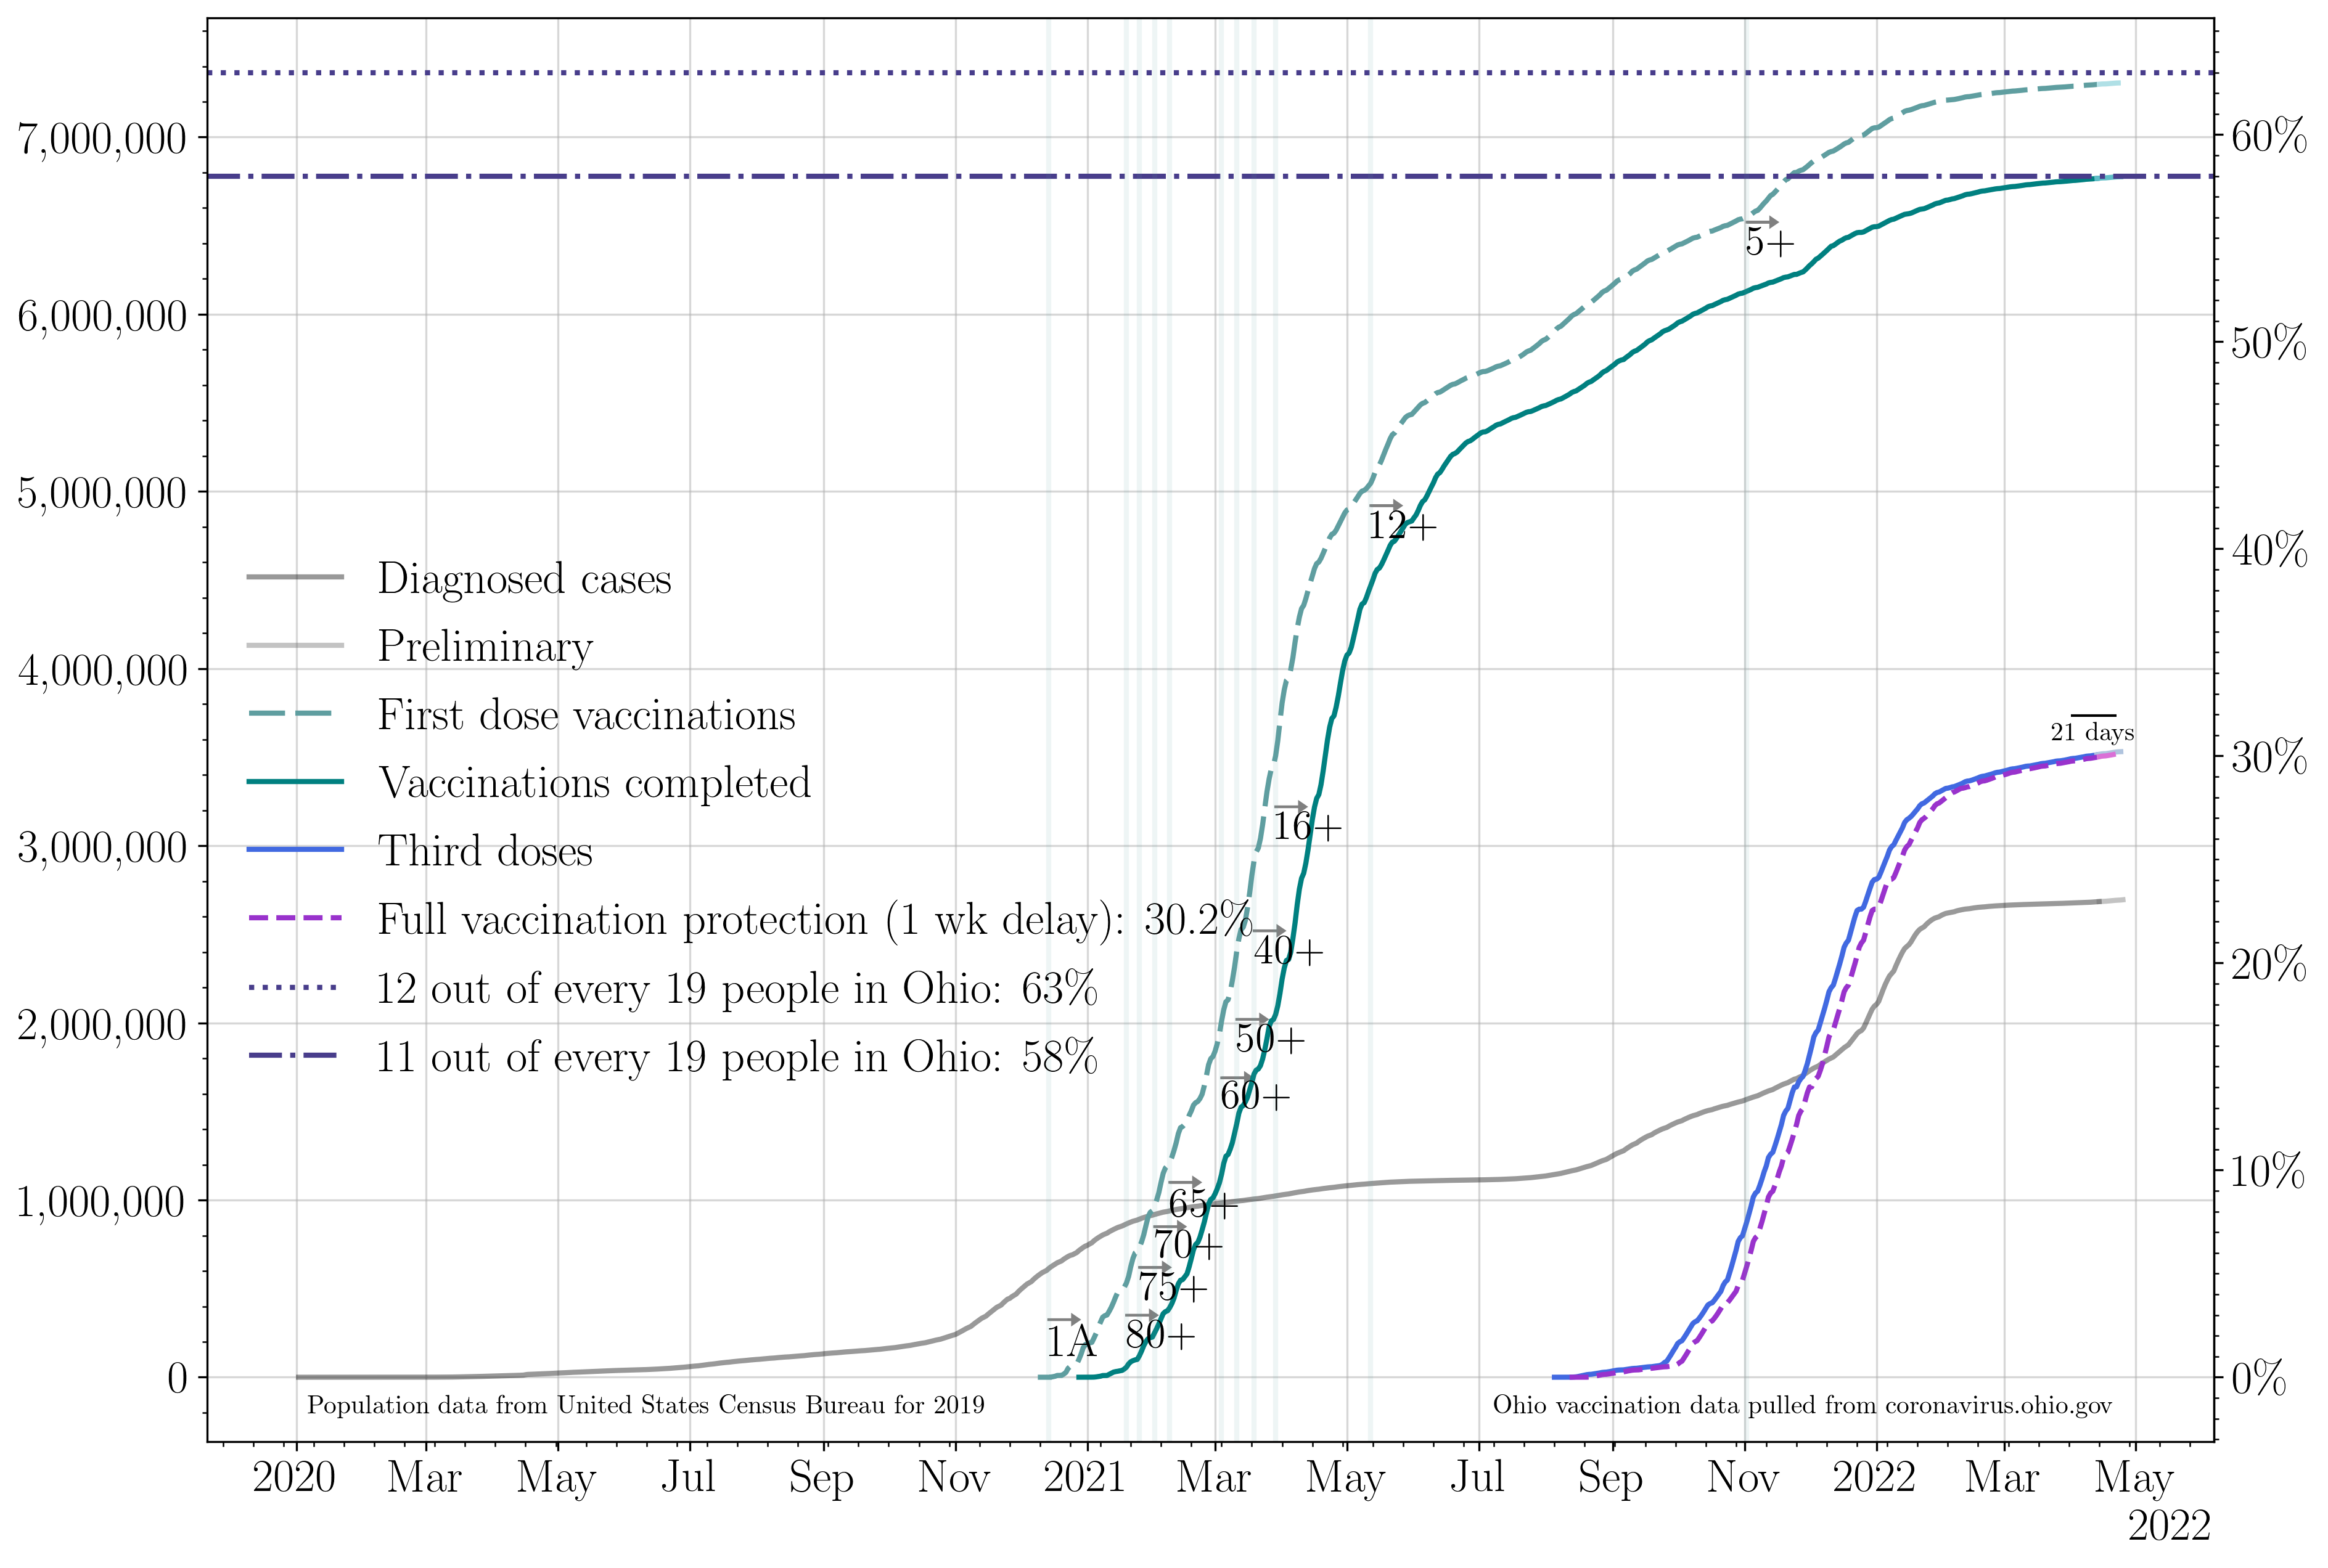 7,000,000
6,000,000
5,000,000
4,000,000
3,000,000
2,000,000
1,000,000
0
60%
50%
40%
30%
20%
10%
0%
5+
12+
16+
40+
50+
60+
65+
70+
75+
80+
1A
21 days
Diagnosed cases
Preliminary
First dose vaccinations
Vaccinations completed
Third doses
Full vaccination protection (1 wk delay): 30.2%
12 out of every 19 people in Ohio: 63%
11 out of every 19 people in Ohio: 58%
Population data from United States Census Bureau for 2019
Ohio vaccination data pulled from coronavirus.ohio.gov
2020 Mar May Jul Sep Nov 2021 Mar May Jul Sep Nov 2022 Mar May
2022